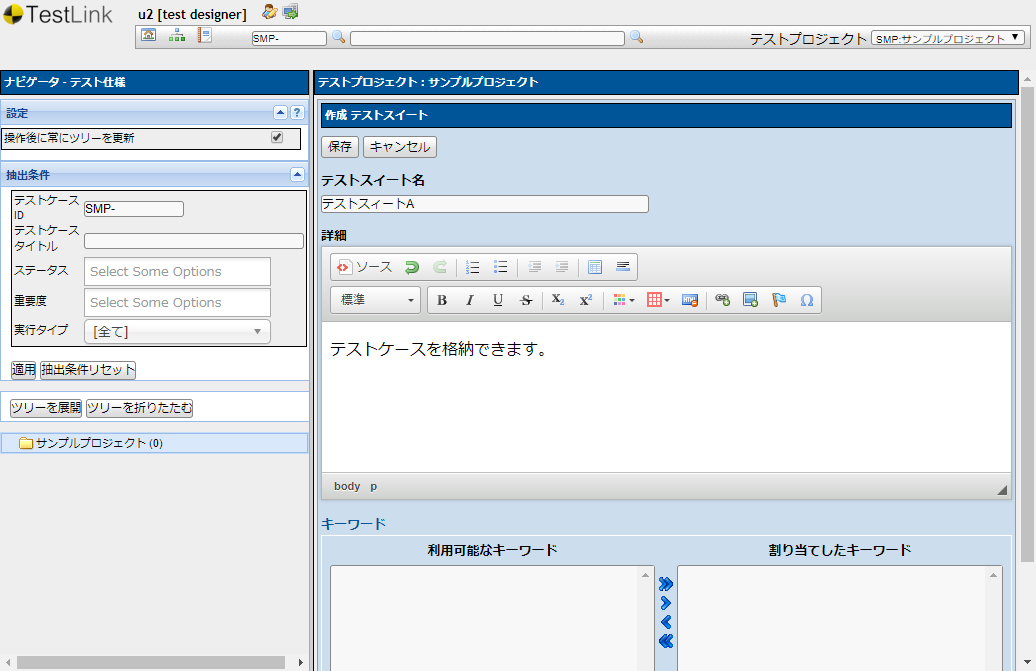 TestLink
u2 [test designer]
SMP-
テストプロジェクト SMP:サンプルプロジェクト
ナビゲータ - テスト仕様
設定
操作後に常にツリーを更新
抽出条件
テストケース
ID
SMP-
テストケース
タイトル
ステータス Select Some Options
重要度 Select Some Options
実行タイプ [全て]
適用 抽出条件リセット
ツリーを展開 ツリーを折りたたむ
サンプルプロジェクト (0)
テストプロジェクト : サンプルプロジェクト
作成 テストスイート
保存 キャンセル
テストスイート名
テストスィートA
詳細
ソース
標準 B I U S X₂ X² Ω
テストケースを格納できます。
body p
キーワード
利用可能なキーワード 割り当てしたキーワード